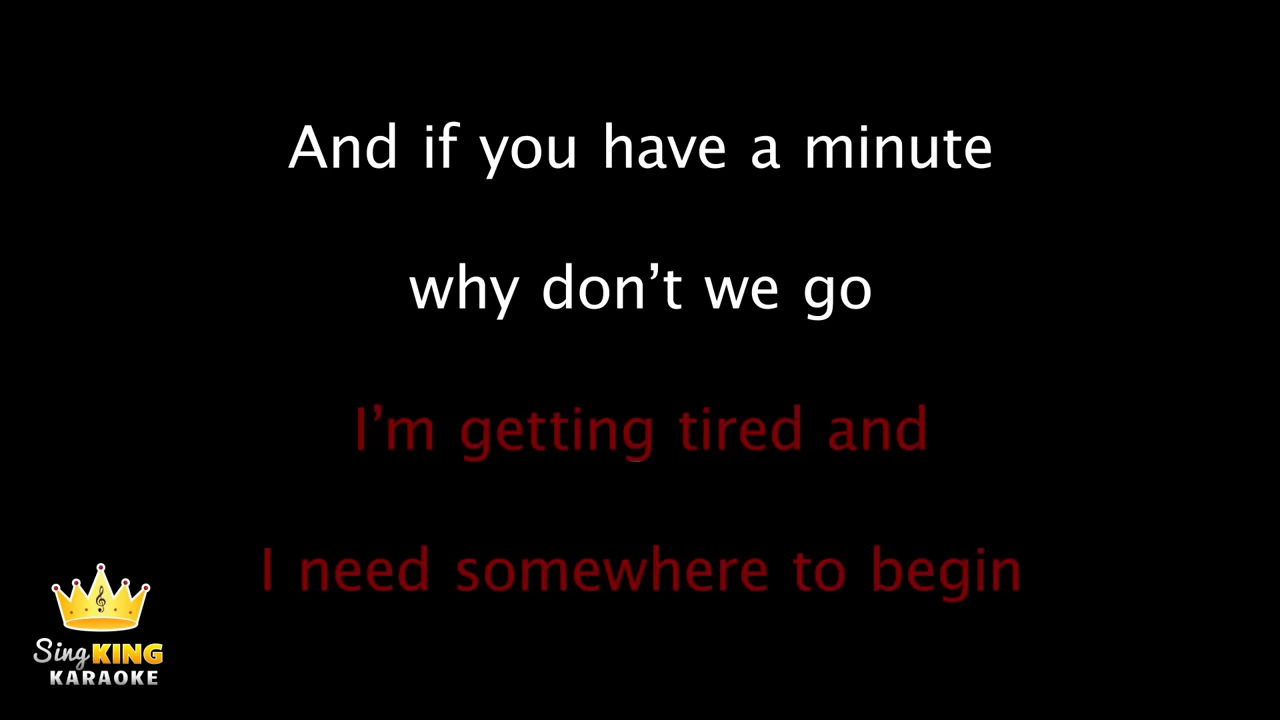 And if you have a minute
why don’t we go
I’m getting tired and
I need somewhere to begin
Sing KING
KARAOKE